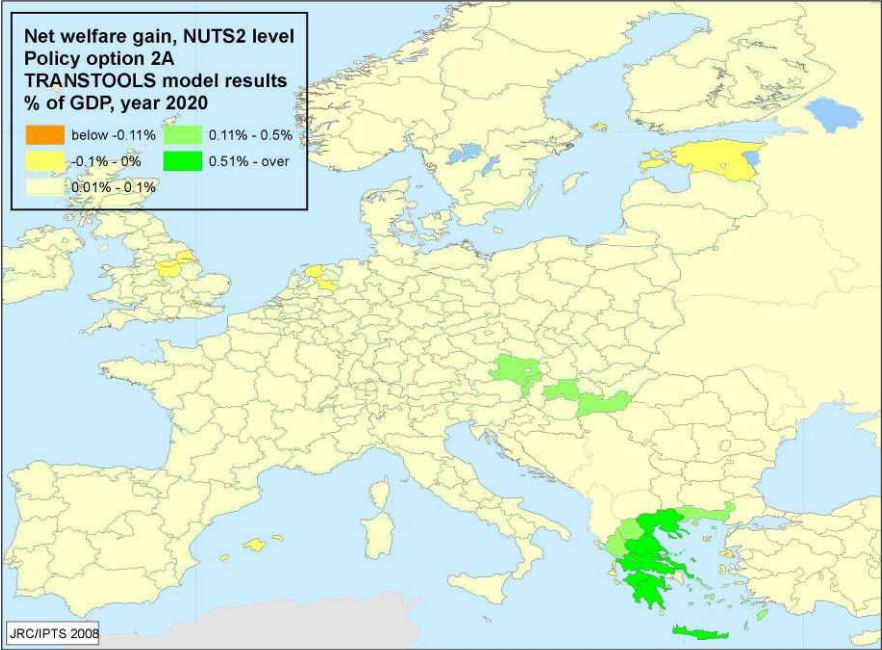 Net welfare gain, NUTS2 level
Policy option 2A
TRANSTOOLS model results
% of GDP, year 2020
below -0.11%
0.11% - 0.5%
-0.1% - 0%
0.51% - over
0.01% - 0.1%
JRC/IPTS 2008